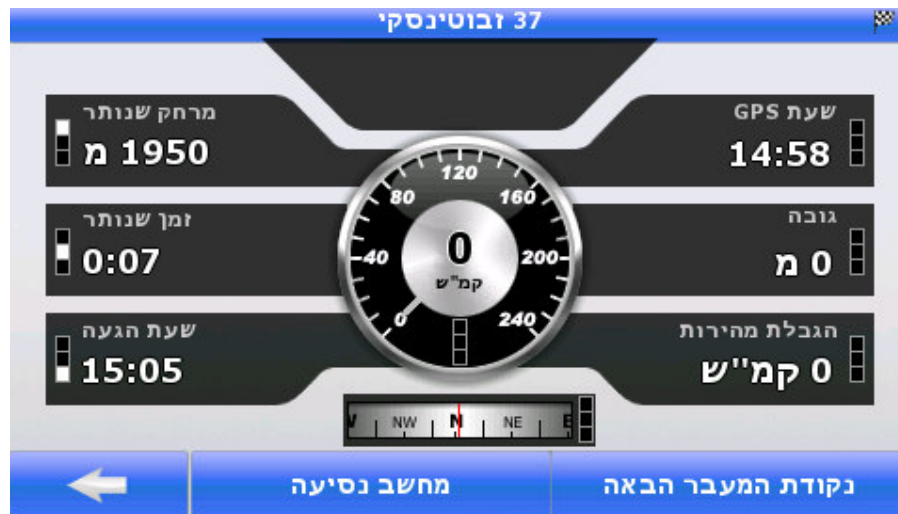 37 זבוטינסקי
שעת GPS
14:58
גובה
0 מ
הגבלת מהירות
0 קמ"ש
מרחק שנותר
1950 מ
זמן שנותר
0:07
שעת הגעה
15:05
0
40
80
120
160
200
240
0
קמ"ש
NW N NE E
נקודת המעבר הבאה
מחשב נסיעה